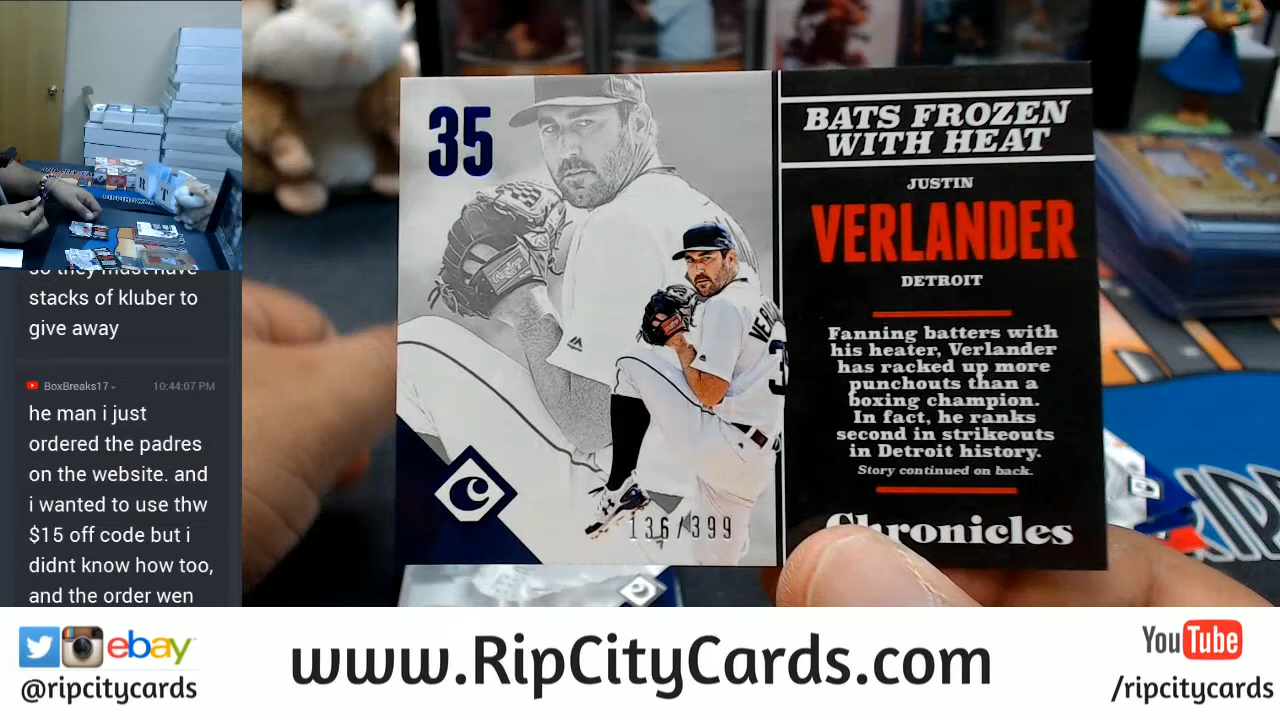 so they must have
stacks of kluber to
give away
BoxBreaks17
10:44:07 PM
he man i just
ordered the padres
on the website. and
i wanted to use thw
$15 off code but i
didnt know how too,
and the order wen
35
136/399
BATS FROZEN
WITH HEAT
JUSTIN
VERLANDER
DETROIT
Fanning batters with
his heater, Verlander
has racked up more
punchouts than a
boxing champion.
In fact, he ranks
second in strikeouts
in Detroit history.
Story continued on back.
Chronicles
ebay
@ripcitycards
www.RipCityCards.com
YouTube
/ripcitycards